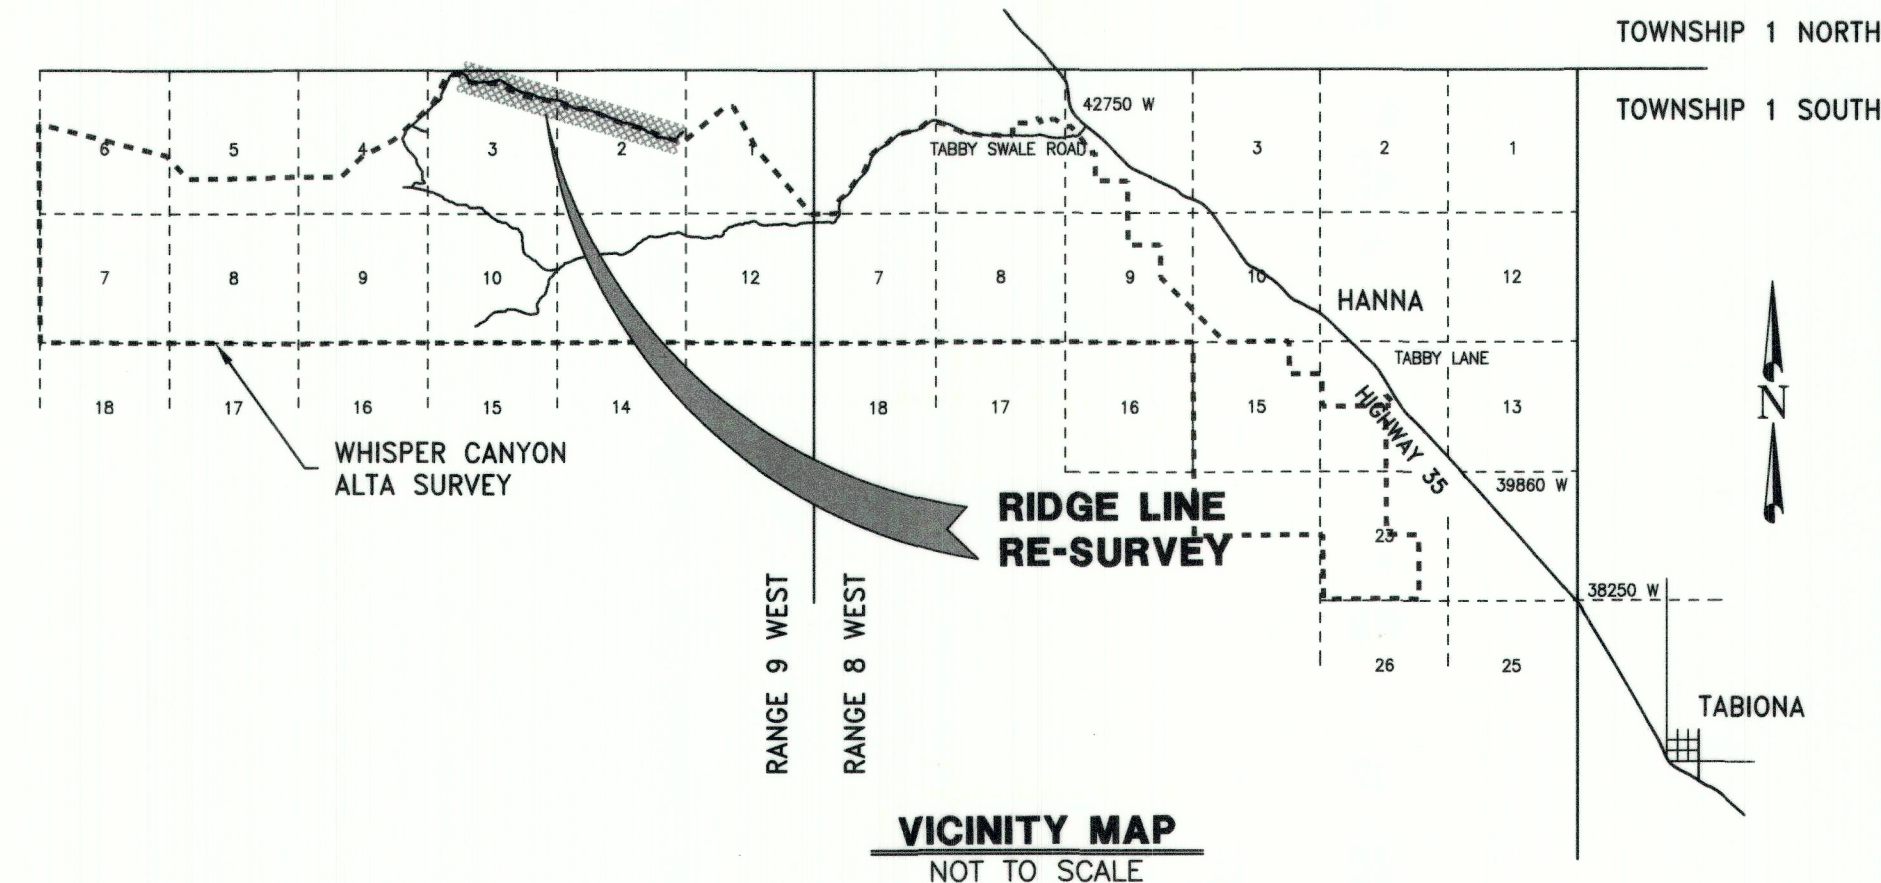 TOWNSHIP 1 NORTH
TOWNSHIP 1 SOUTH
42750 W
6 5 4 3 2 1
TABBY SWALE ROAD
3 2 1
7 8 9 10 12 7 8 9 10 12
HANNA
TABBY LANE
18 17 16 15 14 18 17 16 15 13
HIGHWAY 35
WHISPER CANYON
ALTA SURVEY
39860 W
RIDGE LINE
RE-SURVEY
23
38250 W
RANGE 9 WEST
RANGE 8 WEST
26 25
TABIONA
N
VICINITY MAP
NOT TO SCALE